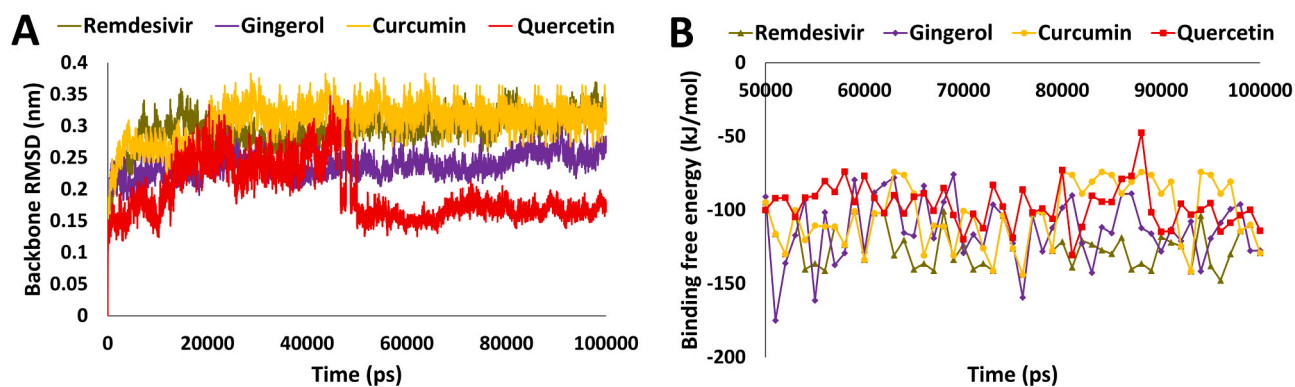 A
Remdesivir Gingerol Curcumin Quercetin
Backbone RMSD (nm)
0.4
0.35
0.3
0.25
0.2
0.15
0.1
0.05
0
0 20000 40000 60000 80000 100000
Time (ps)
B
Remdesivir Gingerol Curcumin Quercetin
Binding free energy (kJ/mol)
0
50000 60000 70000 80000 90000 100000
-50
-100
-150
-200
Time (ps)